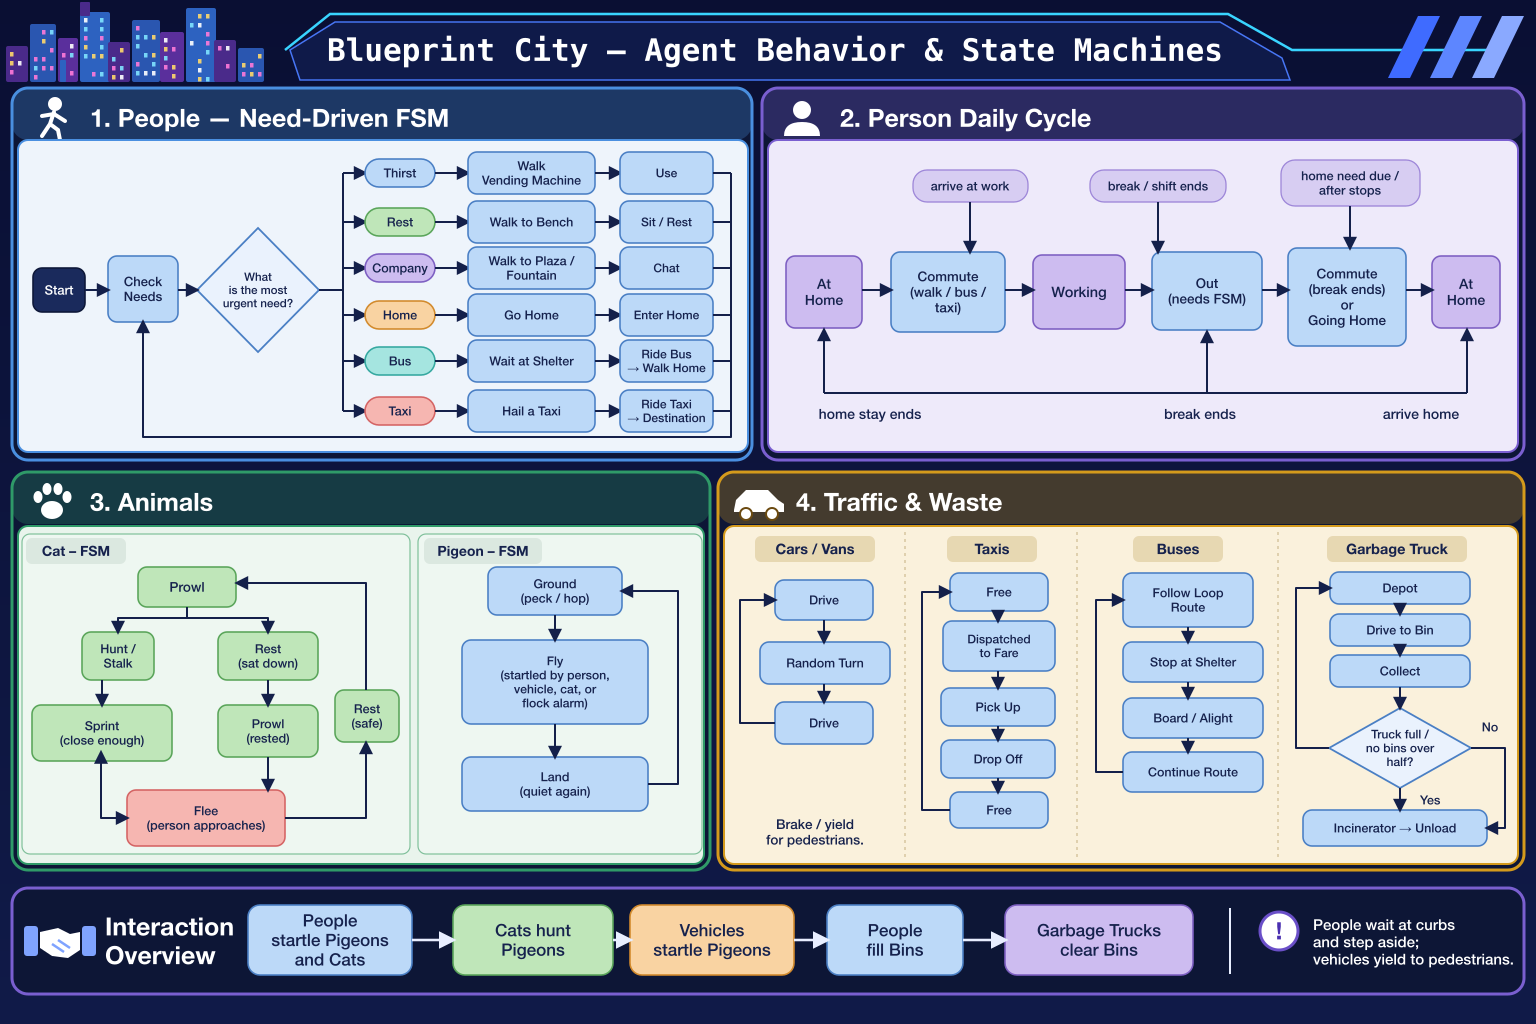 Blueprint City – Agent Behavior & State Machines
1. People — Need-Driven FSM
Start
Check
Needs
What
is the most
urgent need?
Thirst
Walk
Vending Machine
Use
Rest
Walk to Bench
Sit / Rest
Company
Walk to Plaza /
Fountain
Chat
Home
Go Home
Enter Home
Bus
Wait at Shelter
Ride Bus
→ Walk Home
Taxi
Hail a Taxi
Ride Taxi
→ Destination
2. Person Daily Cycle
arrive at work
break / shift ends
home need due /
after stops
At
Home
Commute
(walk / bus /
taxi)
Working
Out
(needs FSM)
Commute
(break ends)
or
Going Home
At
Home
home stay ends
break ends
arrive home
3. Animals
Cat – FSM
Prowl
Hunt /
Stalk
Rest
(sat down)
Sprint
(close enough)
Prowl
(rested)
Rest
(safe)
Flee
(person approaches)
Pigeon – FSM
Ground
(peck / hop)
Fly
(startled by person,
vehicle, cat, or
flock alarm)
Land
(quiet again)
4. Traffic & Waste
Cars / Vans
Drive
Random Turn
Drive
Brake / yield
for pedestrians.
Taxis
Free
Dispatched
to Fare
Pick Up
Drop Off
Free
Buses
Follow Loop
Route
Stop at Shelter
Board / Alight
Continue Route
Garbage Truck
Depot
Drive to Bin
Collect
Truck full /
no bins over
half?
No
Yes
Incinerator → Unload
Interaction
Overview
People
startle Pigeons
and Cats
Cats hunt
Pigeons
Vehicles
startle Pigeons
People
fill Bins
Garbage Trucks
clear Bins
!
People wait at curbs
and step aside;
vehicles yield to pedestrians.